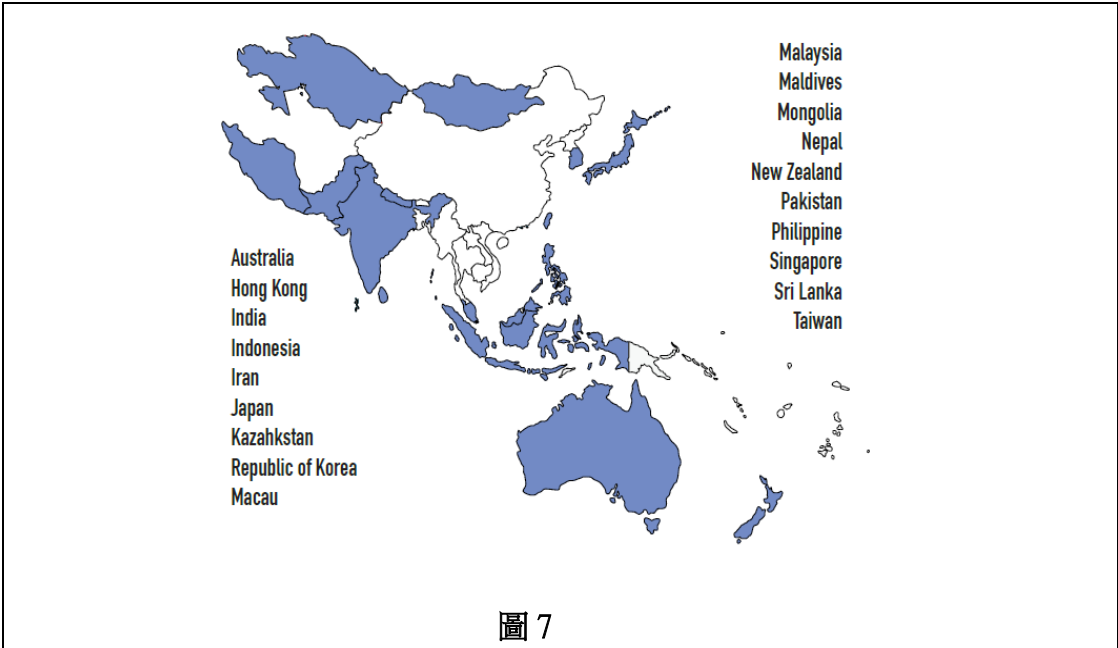 Australia
Hong Kong
India
Indonesia
Iran
Japan
Kazahkstan
Republic of Korea
Macau
Malaysia
Maldives
Mongolia
Nepal
New Zealand
Pakistan
Philippine
Singapore
Sri Lanka
Taiwan
圖 7